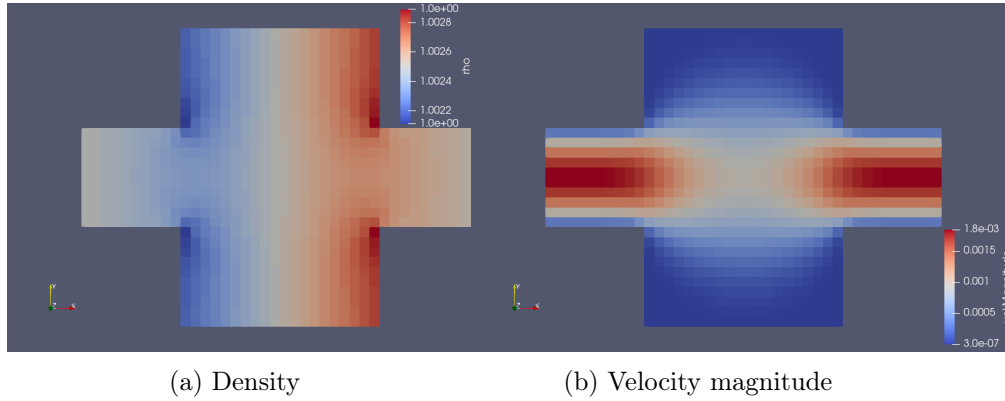 1.0e+00
1.0028
1.0026
1.0024
1.0022
1.0e+00
rho
Y
Z
X
1.8e-03
0.0015
0.001
0.0005
3.0e-07
Y
Z
X
(a) Density
(b) Velocity magnitude